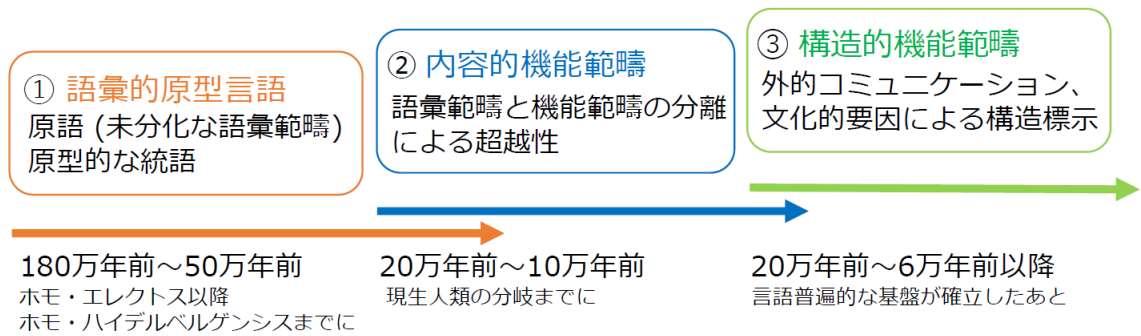 ① 語彙的原型言語
原語 (未分化な語彙範疇)
原型的な統語
② 内容的機能範疇
語彙範疇と機能範疇の分離
による超越性
③ 構造的機能範疇
外的コミュニケーション、
文化的要因による構造標示
180万年前～50万年前
ホモ・エレクトス以降
ホモ・ハイデルベルゲンシスまでに
20万年前～10万年前
現生人類の分岐までに
20万年前～6万年前以降
言語普遍的な基盤が確立したあと